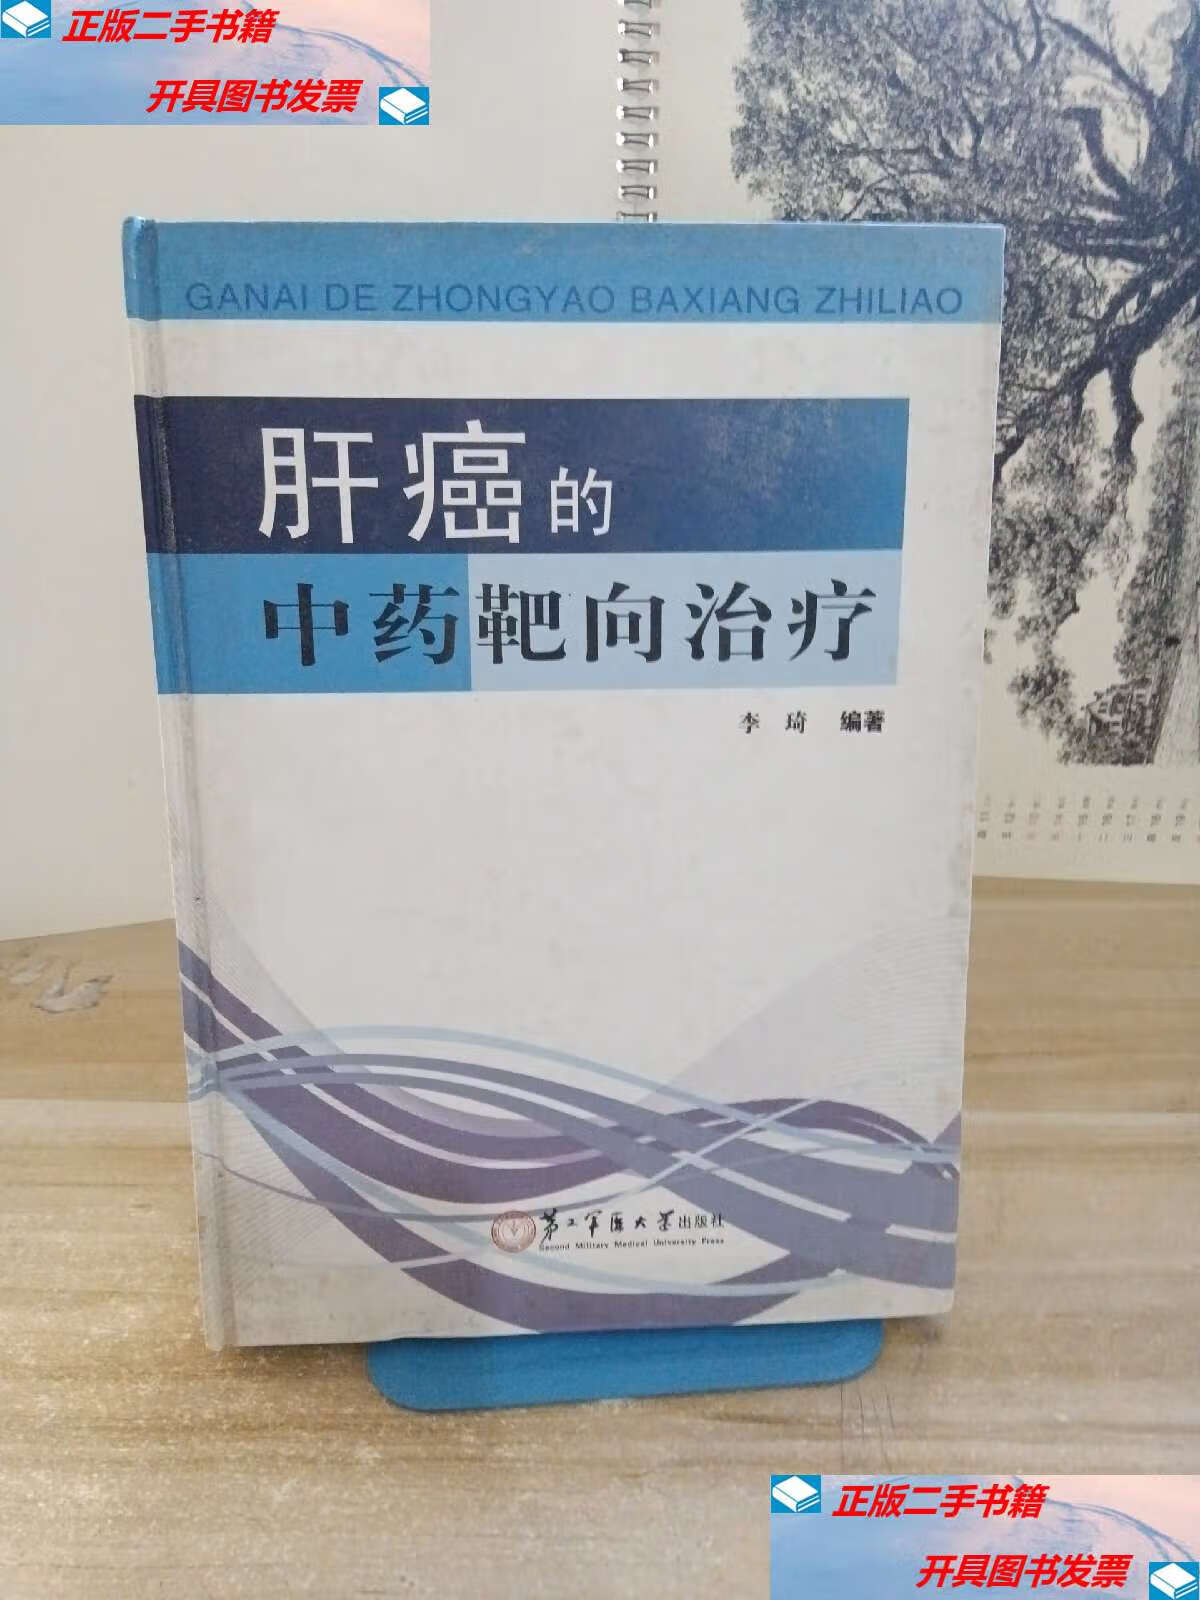 正版二手书籍
开具图书发票
GANAI DE ZHONGYAO BAXIANG ZHILIAO
肝癌的
中药靶向治疗
李琦 编著
第二军医大学出版社
Second Military Medical University Press
正版二手书籍
开具图书发票